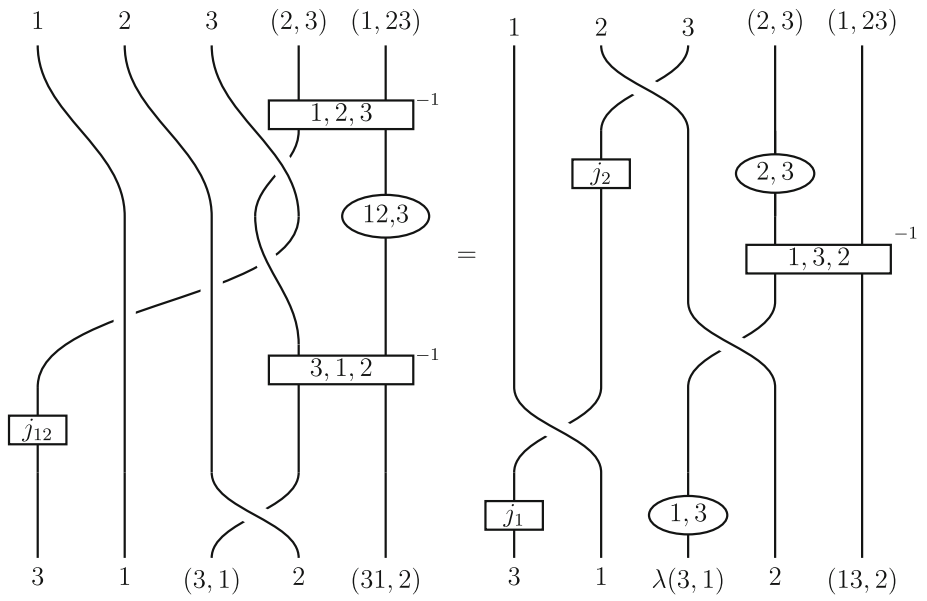 1 2 3 (2, 3) (1, 23)
1, 2, 3 −1
12,3
3, 1, 2 −1
j12
3 1 (3, 1) 2 (31, 2)
=
1 2 3 (2, 3) (1, 23)
j2 2, 3
1, 3, 2 −1
j1 1, 3
3 1 λ(3, 1) 2 (13, 2)